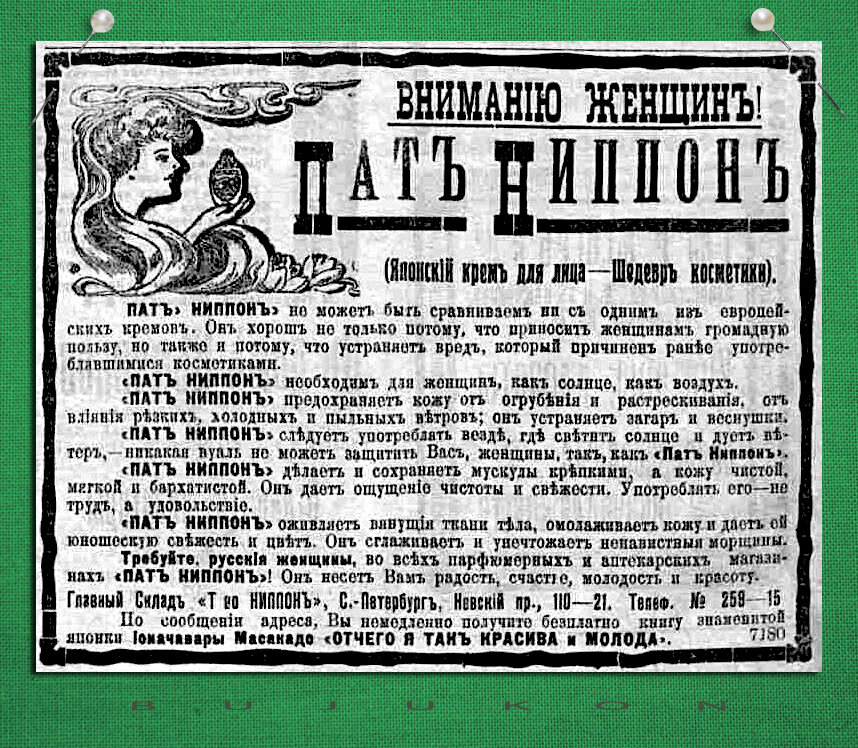 ВНИМАНІЮ ЖЕНЩИНЪ!
ПАТЪ НИППОНЪ
(Японскій кремъ для лица—Шедевръ косметики).
ПАТЪ» НИППОНЪ» не можетъ быть сравниваемъ ни съ однимъ изъ европей-
скихъ кремовъ. Онъ хорошъ не только потому, что приноситъ женщинамъ громадную
пользу, но также и потому, что устраняетъ вредъ, который причиненъ ранѣе употре-
блявшимися косметиками.
«ПАТЪ НИППОНЪ» необходимъ для женщинъ, какъ солнце, какъ воздухъ.
«ПАТЪ НИППОНЪ» предохраняетъ кожу отъ огрубѣнія и растрескиванія, отъ
вліянія рѣзкихъ, холодныхъ и пыльныхъ вѣтровъ; онъ устраняетъ загаръ и веснушки.
«ПАТЪ НИППОНЪ» слѣдуетъ употреблять вездѣ, гдѣ свѣтитъ солнце и дуетъ вѣ-
теръ,—никакая вуаль не можетъ защитить Васъ, женщины, такъ, какъ «Патъ Ниппонъ».
«ПАТЪ НИППОНЪ» дѣлаетъ и сохраняетъ мускулы крѣпкими, а кожу чистой,
мягкой и бархатистой. Онъ даетъ ощущеніе чистоты и свѣжести. Употреблять его—не
трудъ, а удовольствіе.
«ПАТЪ НИППОНЪ» оживляетъ вянущія ткани тѣла, омолаживаетъ кожу и даетъ ей
юношескую свѣжесть и цвѣтъ. Онъ сглаживаетъ и уничтожаетъ ненавистныя морщины.
Требуйте, русскія женщины, во всѣхъ парфюмерныхъ и аптекарскихъ магази-
нахъ «ПАТЪ НИППОНЪ»! Онъ несетъ Вамъ радость, счастіе, молодость и красоту.
Главный Складъ «Т во НИППОНЪ», С.-Петербургъ, Невскій пр., 110—21. Телеф. № 259—15
По сообщеніи адреса, Вы немедленно получите безплатно книгу знаменитой
японки Іоначавары Масакадо «ОТЧЕГО Я ТАКЪ КРАСИВА и МОЛОДА».
7180
BIJUKON